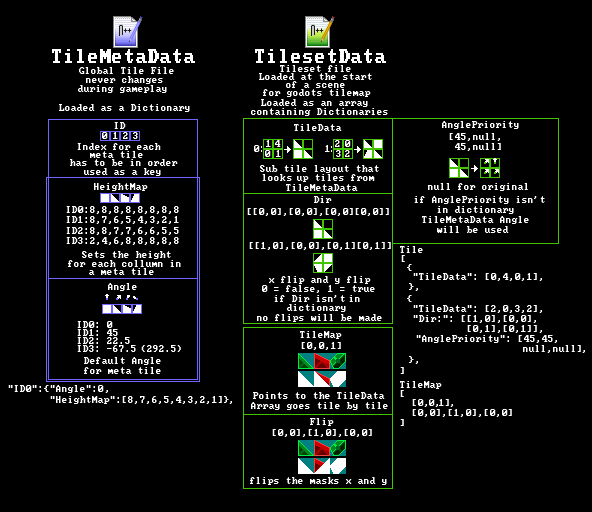 TileMetaData
Global Tile File
never changes
during gameplay
Loaded as a Dictionary
ID
0 1 2 3
Index for each
meta tile
has to be in order
used as a key
HeightMap
ID0:8,8,8,8,8,8,8,8
ID1:8,7,6,5,4,3,2,1
ID2:8,8,7,7,6,6,5,5
ID3:2,4,6,8,8,8,8,8
Sets the height
for each collumn in
a meta tile
Angle
ID0: 0
ID1: 45
ID2: 22.5
ID3: -67.5 (292.5)
Default Angle
for meta tile
"ID0":{"Angle":0,
"HeightMap":[8,7,6,5,4,3,2,1]},
TilesetData
Tileset file
Loaded at the start
of a scene
for godots tilemap
Loaded as an array
containing Dictionaries
TileData
0: 1 4 1: 2 0
0 1 3 2
Sub tile layout that
looks up tiles from
TileMetaData
Dir
[[0,0],[0,0],[0,0][0,0]]
[[1,0],[0,0],[0,1][0,1]]
x flip and y flip
0 = false, 1 = true
if Dir isn't in
dictionary
no flips will be made
TileMap
[0,0,1]
Points to the TileData
Array goes tile by tile
Flip
[0,0],[1,0],[0,0]
flips the masks x and y
AnglePriority
[45,null,
45,null]
null for original
if AnglePriority isn't
in dictionary
TileMetaData Angle
will be used
Tile
[
{
"TileData": [0,4,0,1],
},
{
"TileData": [2,0,3,2],
"Dir:": [[1,0],[0,0],
[0,1],[0,1]],
"AnglePriority": [45,45,
null,null],
},
]
TileMap
[
[0,0,1],
[0,0],[1,0],[0,0]
]